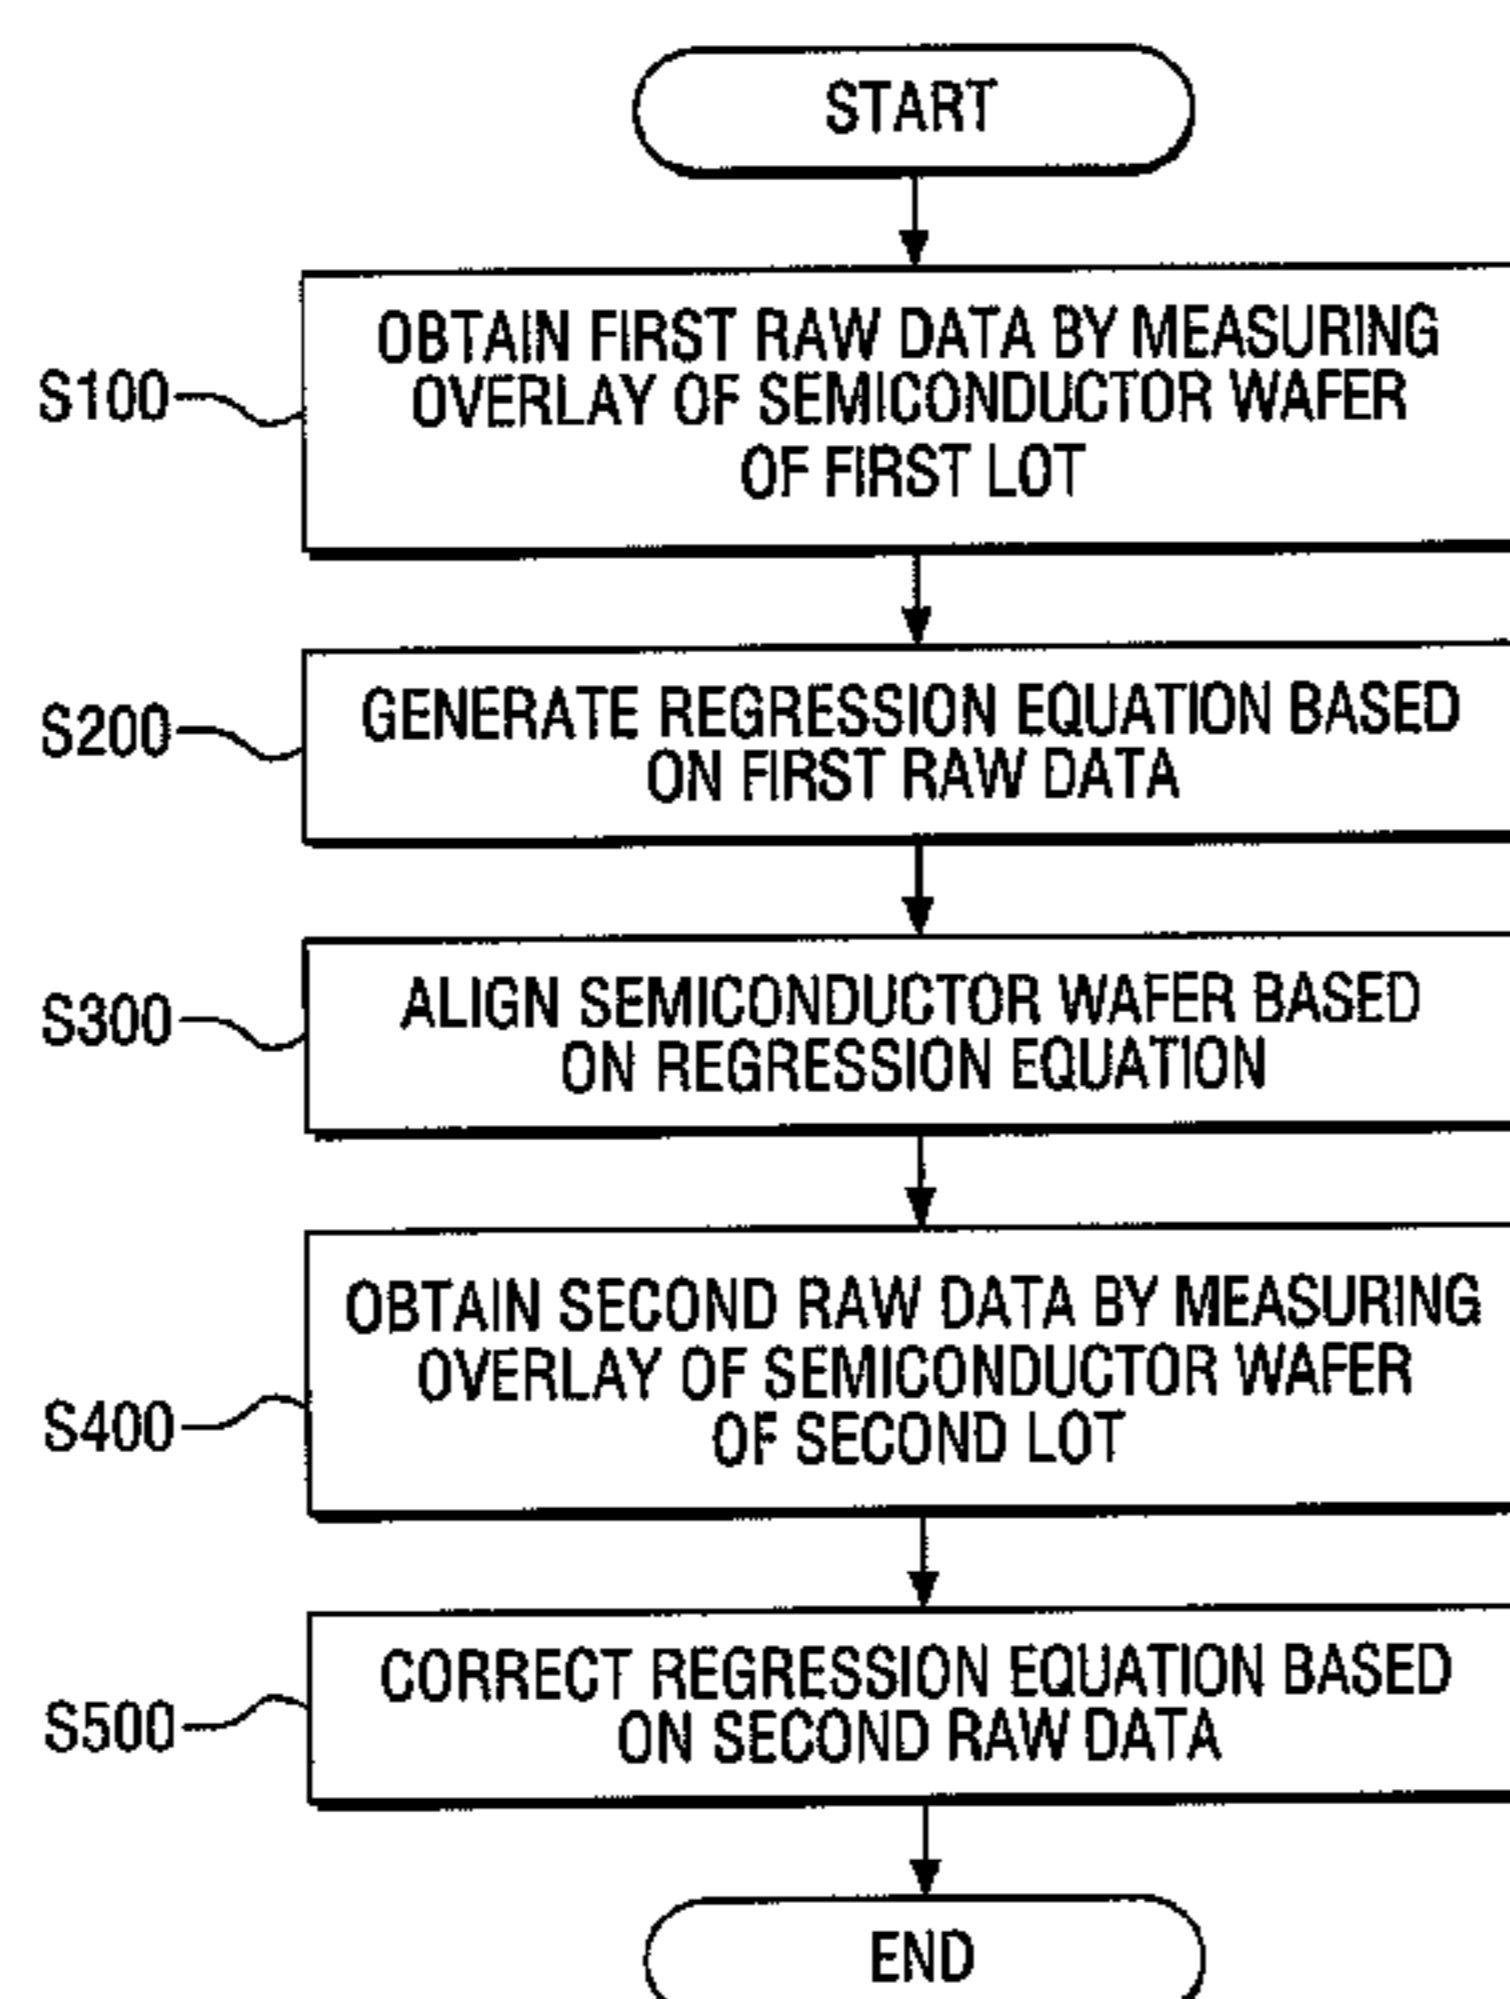 START
S100
OBTAIN FIRST RAW DATA BY MEASURING
OVERLAY OF SEMICONDUCTOR WAFER
OF FIRST LOT
S200
GENERATE REGRESSION EQUATION BASED
ON FIRST RAW DATA
S300
ALIGN SEMICONDUCTOR WAFER BASED
ON REGRESSION EQUATION
S400
OBTAIN SECOND RAW DATA BY MEASURING
OVERLAY OF SEMICONDUCTOR WAFER
OF SECOND LOT
S500
CORRECT REGRESSION EQUATION BASED
ON SECOND RAW DATA
END